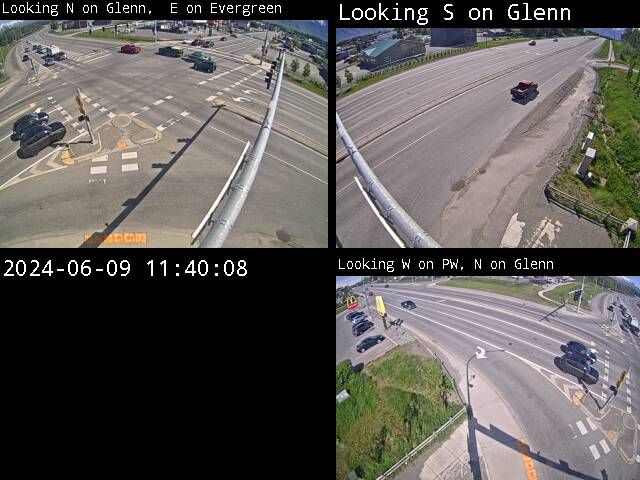 Looking N on Glenn,  E on Evergreen
Looking S on Glenn
2024-06-09 11:40:08
Looking W on PW, N on Glenn